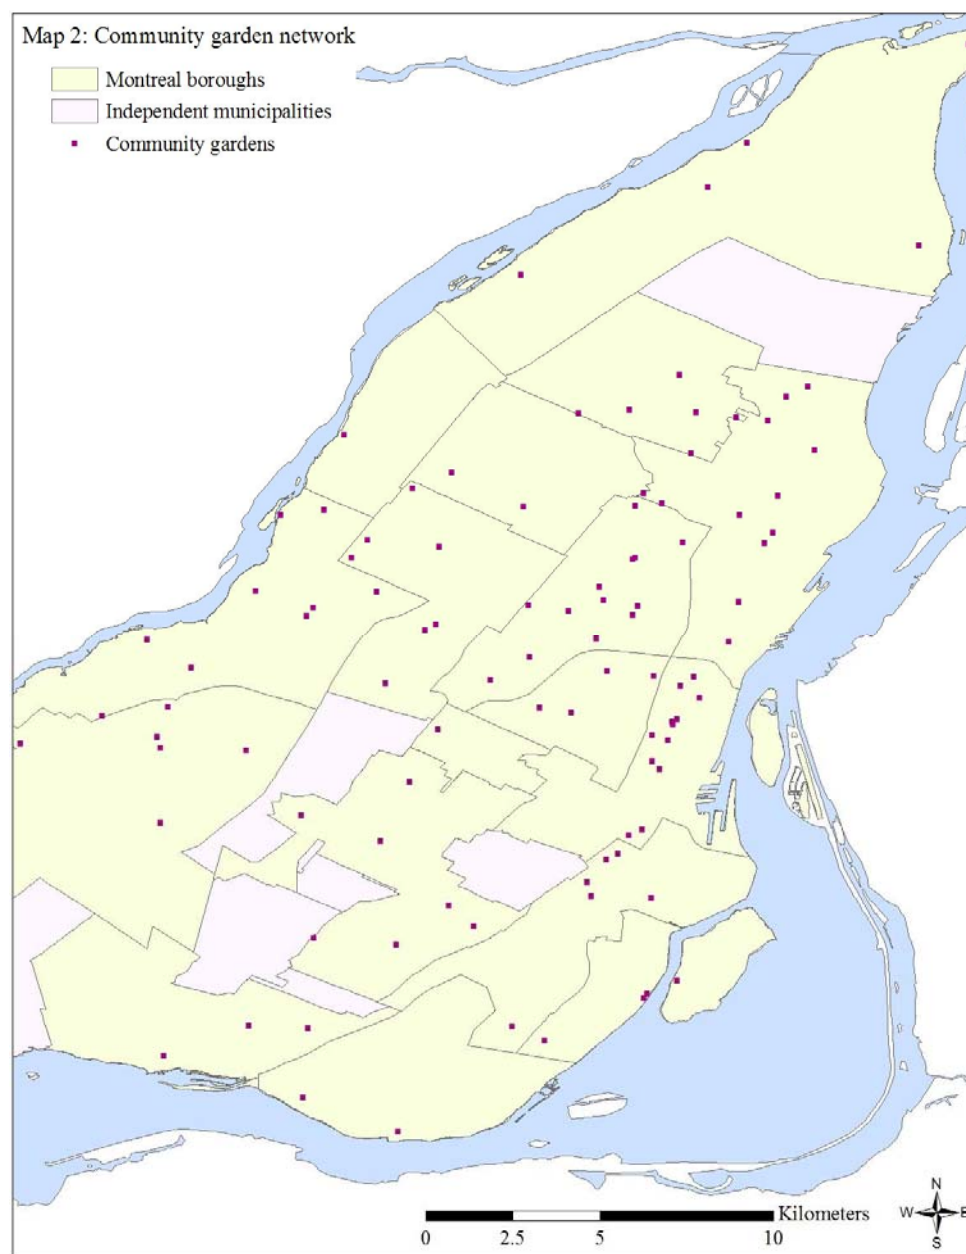 Map 2: Community garden network
Montreal boroughs
Independent municipalities
Community gardens
Kilometers
0 2.5 5 10
N
W E
S